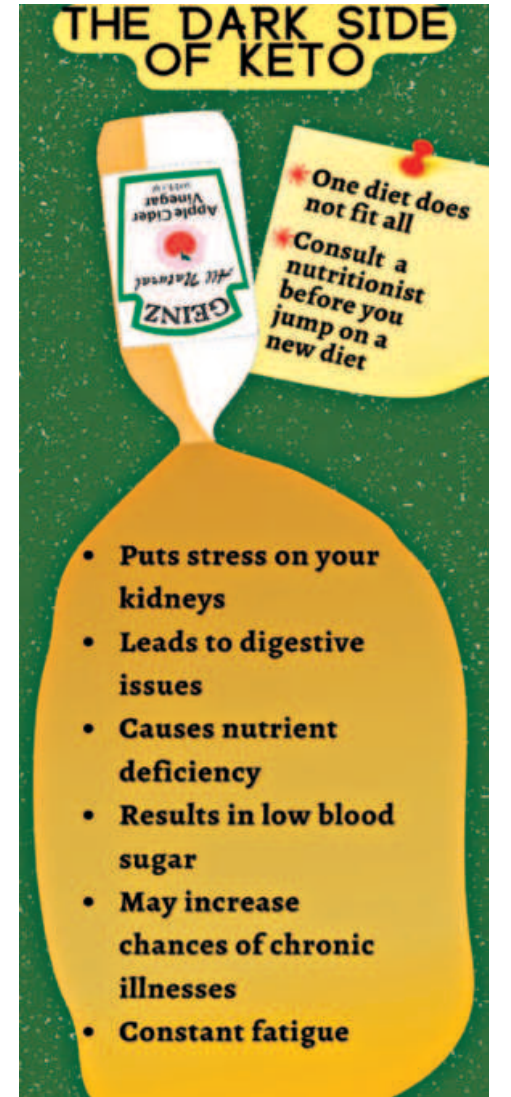 THE DARK SIDE
OF KETO
GEINZ
All Natural
Apple Cider
Vinegar
One diet does
not fit all
Consult a
nutritionist
before you
jump on a
new diet
• Puts stress on your
kidneys
• Leads to digestive
issues
• Causes nutrient
deficiency
• Results in low blood
sugar
• May increase
chances of chronic
illnesses
• Constant fatigue